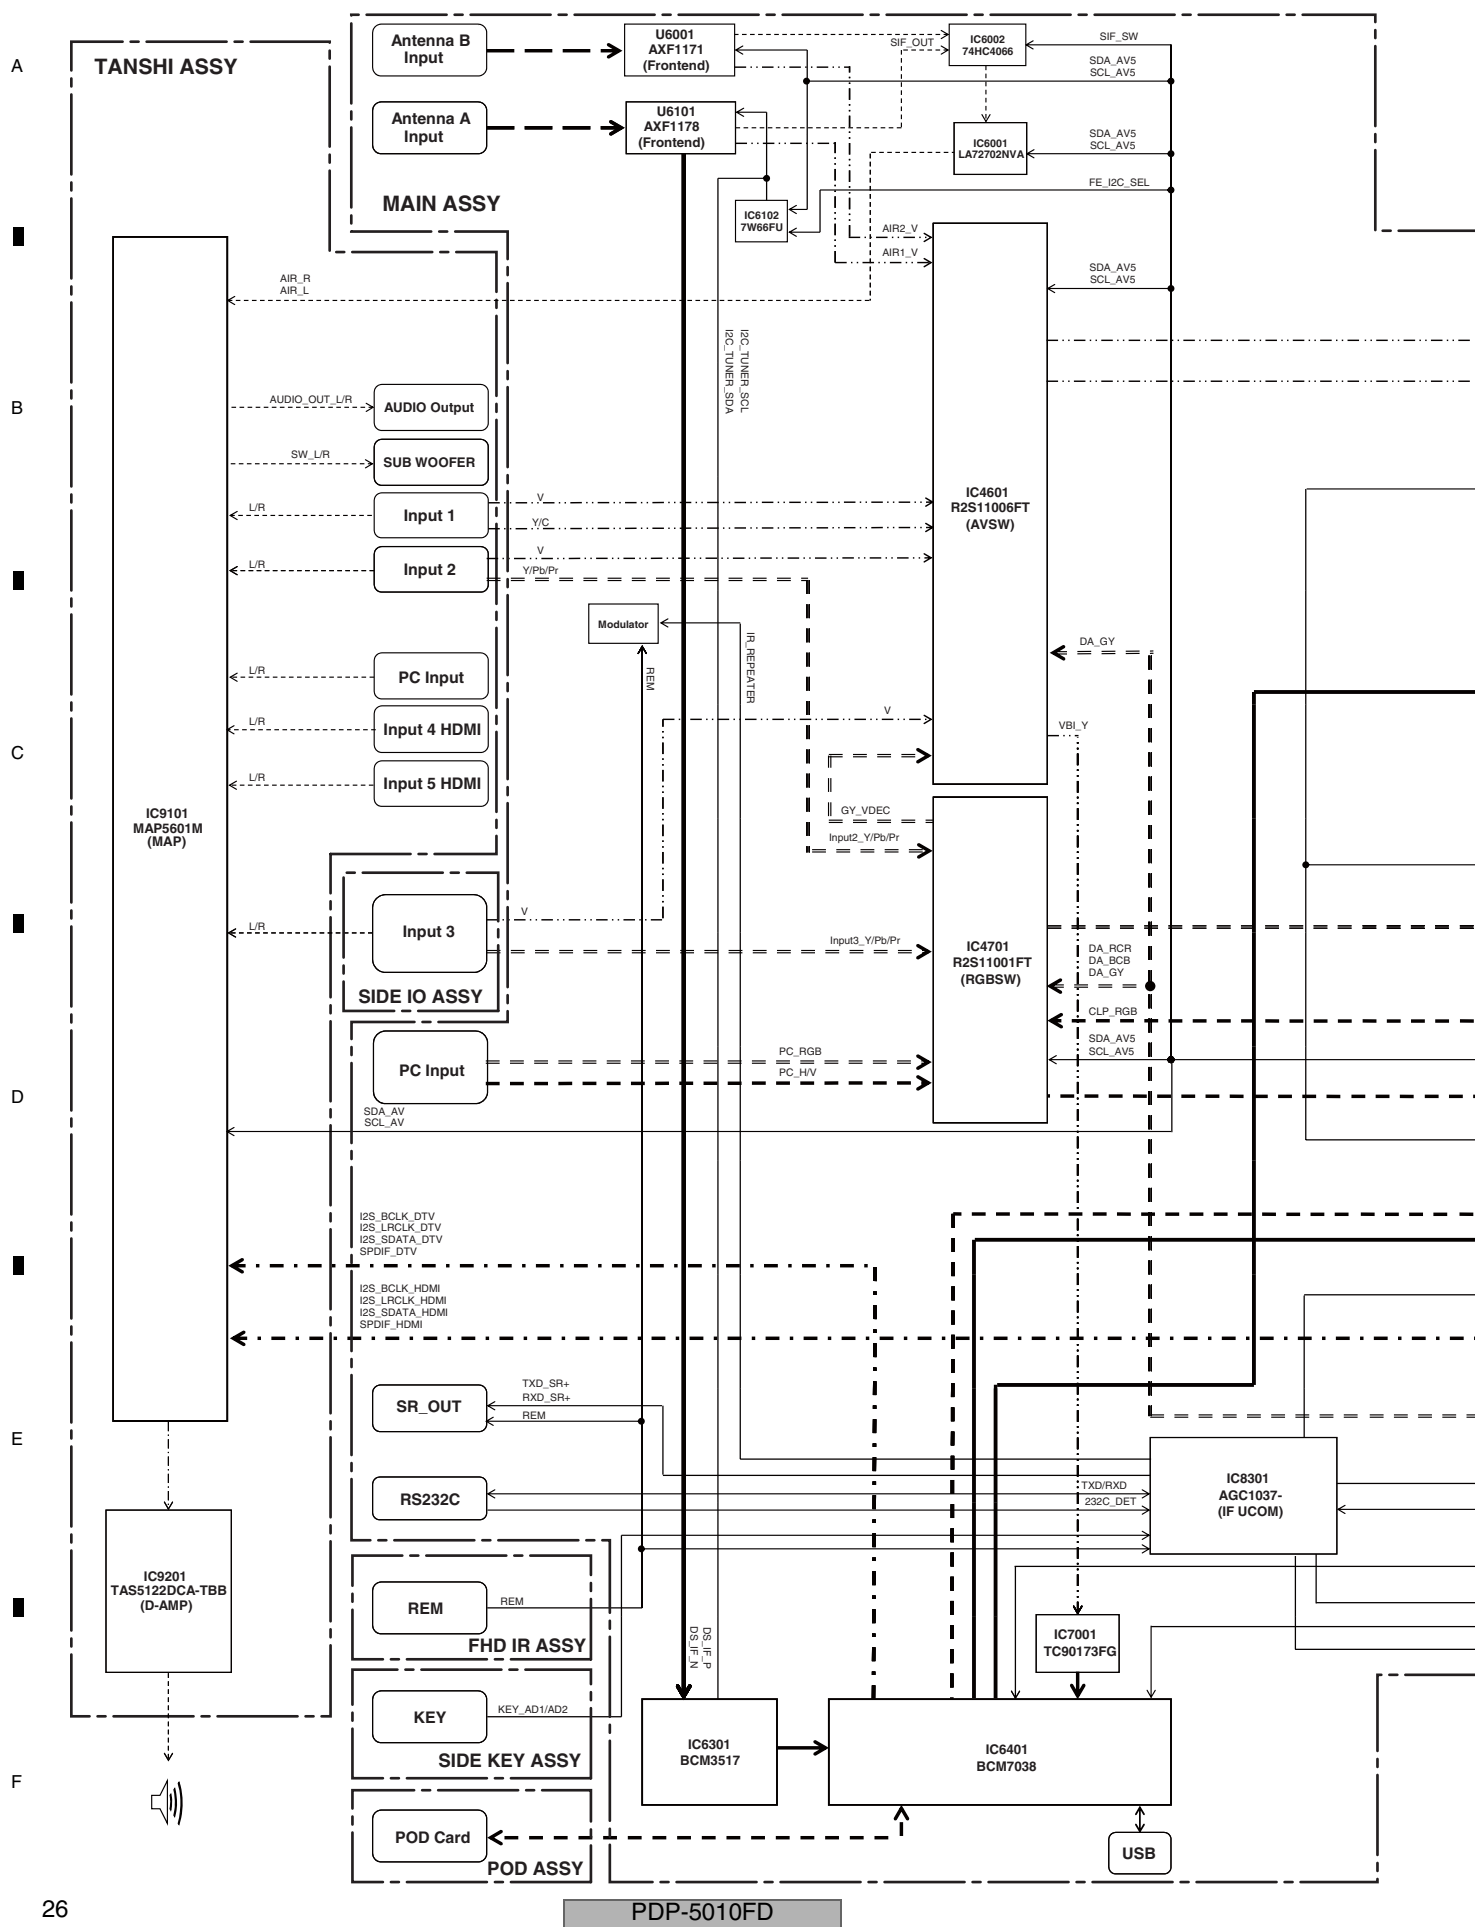 A
TANSHI ASSY
Antenna B
Input
U6001
AXF1171
(Frontend)
SIF_OUT
IC6002
74HC4066
SIF_SW
SDA_AV5
SCL_AV5
Antenna A
Input
U6101
AXF1178
(Frontend)
IC6001
LA72702NVA
SDA_AV5
SCL_AV5
FE_I2C_SEL
MAIN ASSY
IC6102
7W66FU
AIR2_V
AIR1_V
AIR_R
AIR_L
SDA_AV5
SCL_AV5
I2C_TUNER_SCL
I2C_TUNER_SDA
B
AUDIO_OUT_L/R
AUDIO Output
SW_L/R
SUB WOOFER
L/R
Input 1
V
Y/C
IC4601
R2S11006FT
(AVSW)
L/R
Input 2
V
Y/Pb/Pr
Modulator
IR_REPEATER
REM
DA_GY
L/R
PC Input
L/R
Input 4 HDMI
V
VBI_Y
C
L/R
Input 5 HDMI
IC9101
MAP5601M
(MAP)
GY_VDEC
Input2_Y/Pb/Pr
L/R
Input 3
V
Input3_Y/Pb/Pr
IC4701
R2S11001FT
(RGBSW)
DA_RCR
DA_BCB
DA_GY
SIDE IO ASSY
CLP_RGB
PC Input
PC_RGB
PC_H/V
SDA_AV5
SCL_AV5
D
SDA_AV
SCL_AV
I2S_BCLK_DTV
I2S_LRCLK_DTV
I2S_SDATA_DTV
SPDIF_DTV
I2S_BCLK_HDMI
I2S_LRCLK_HDMI
I2S_SDATA_HDMI
SPDIF_HDMI
SR_OUT
TXD_SR+
RXD_SR+
REM
E
RS232C
TXD/RXD
232C_DET
IC8301
AGC1037-
(IF UCOM)
IC9201
TAS5122DCA-TBB
(D-AMP)
REM
REM
FHD IR ASSY
DS_IF_P
DS_IF_N
IC7001
TC90173FG
KEY
KEY_AD1/AD2
SIDE KEY ASSY
IC6301
BCM3517
IC6401
BCM7038
F
POD Card
POD ASSY
USB
26
PDP-5010FD